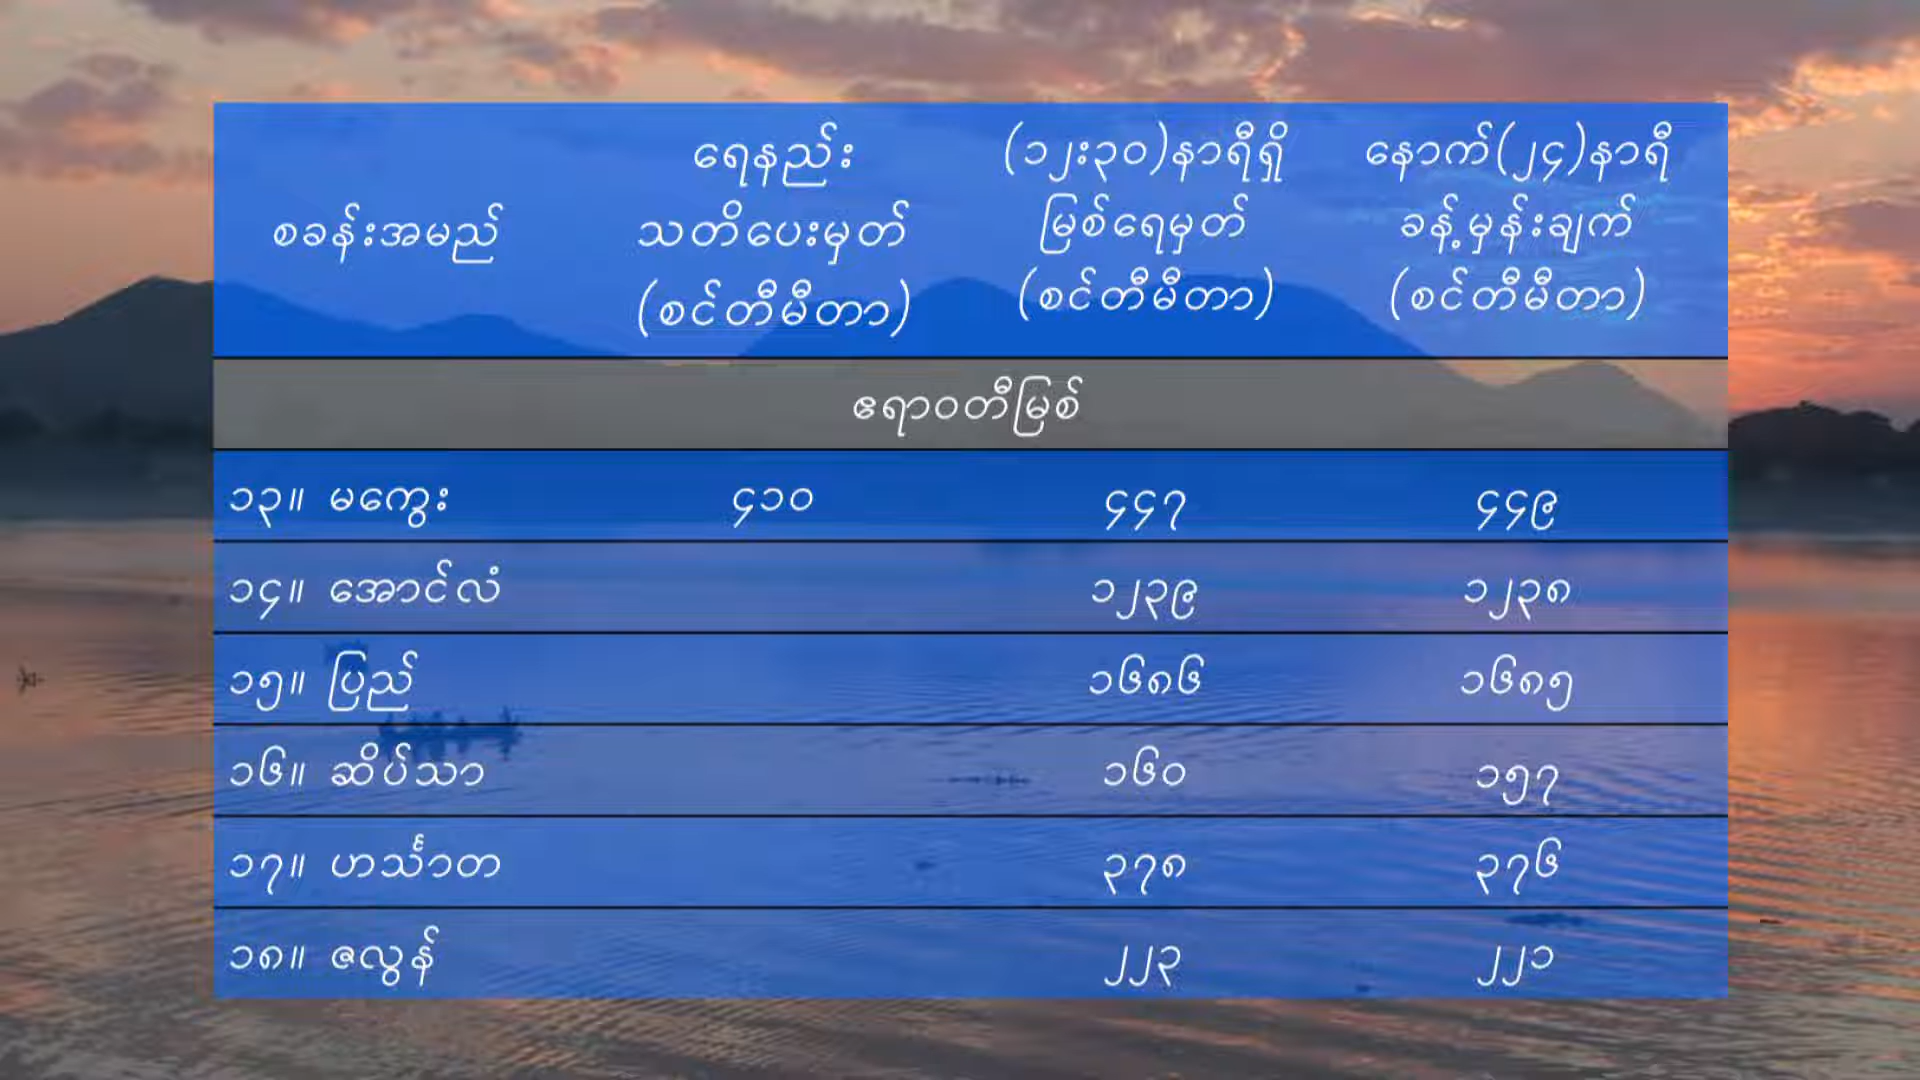 စခန်းအမည်
ရေနည်း
သတိပေးမှတ်
(စင်တီမီတာ)
(၁၂း၃၀)နာရီရှိ
မြစ်ရေမှတ်
(စင်တီမီတာ)
နောက်(၂၄)နာရီ
ခန့်မှန်းချက်
(စင်တီမီတာ)
ဧရာဝတီမြစ်
၁၃။ မကွေး ၄၁၀ ၄၄၇ ၄၄၉
၁၄။ အောင်လံ ၁၂၃၉ ၁၂၃၈
၁၅။ ပြည် ၁၆၈၆ ၁၆၈၅
၁၆။ ဆိပ်သာ ၁၆၀ ၁၅၇
၁၇။ ဟင်္သာတ ၃၇၈ ၃၇၆
၁၈။ ဇလွန် ၂၂၃ ၂၂၁